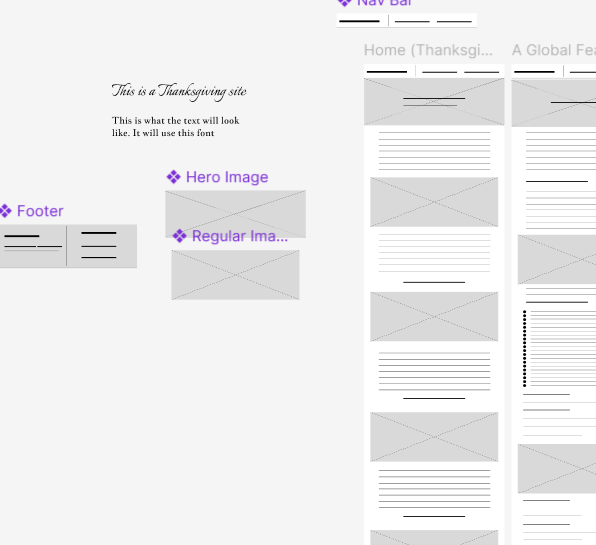 Nav Bar
Home (Thanksgi...
A Global Fea
This is a Thanksgiving site
This is what the text will look
like. It will use this font
Hero Image
Footer
Regular Ima...